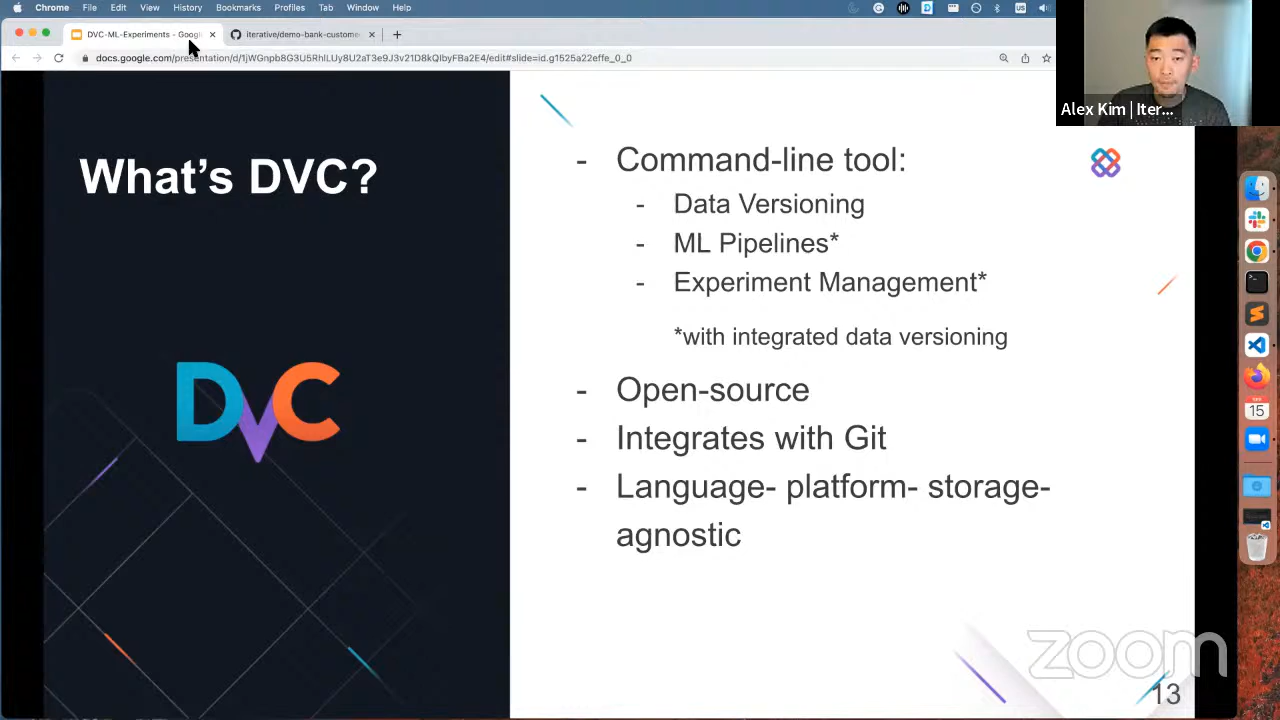 Chrome File Edit View History Bookmarks Profiles Tab Window Help
DVC-ML-Experiments - Googl
iterative/demo-bank-custome
docs.google.com/presentation/d/1jWGnpb8G3U5RhILUy8U2aT3e9J3v21D8kQIbyFBa2E4/edit#slide=id.g1525a22effe_0_0
Alex Kim | Iter...
What's DVC?
DVC
- Command-line tool:
- Data Versioning
- ML Pipelines*
- Experiment Management*
*with integrated data versioning
- Open-source
- Integrates with Git
- Language- platform- storage-
agnostic
15
zoom
13